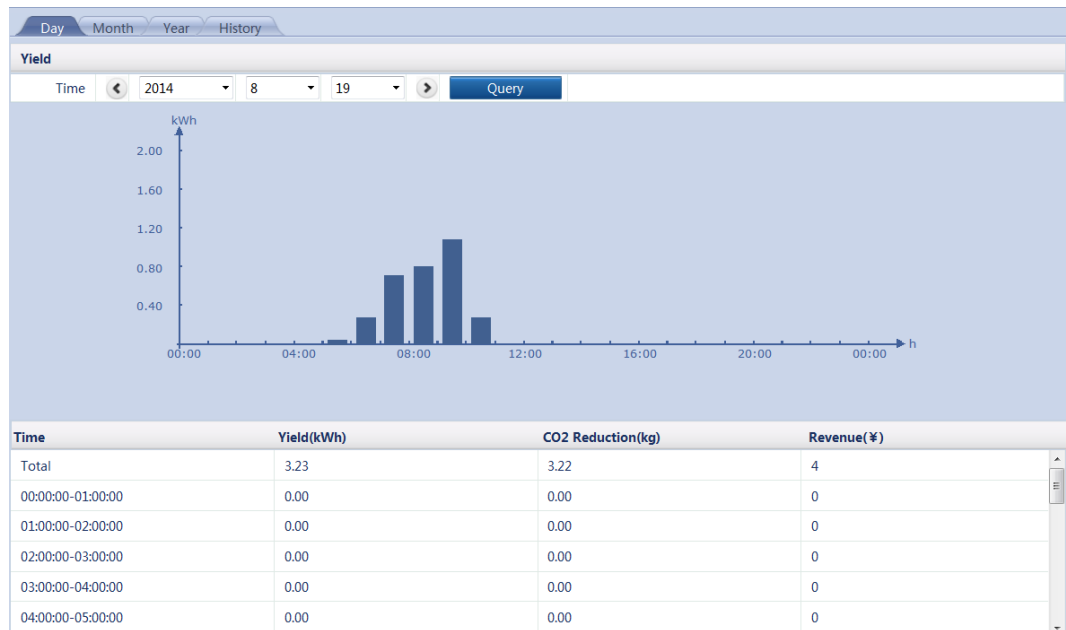 Day Month Year History
Yield
Time 2014 8 19 Query
kWh
2.00
1.60
1.20
0.80
0.40
00:00 04:00 08:00 12:00 16:00 20:00 00:00 h
Time Yield(kWh) CO2 Reduction(kg) Revenue(¥)
Total 3.23 3.22 4
00:00:00-01:00:00 0.00 0.00 0
01:00:00-02:00:00 0.00 0.00 0
02:00:00-03:00:00 0.00 0.00 0
03:00:00-04:00:00 0.00 0.00 0
04:00:00-05:00:00 0.00 0.00 0